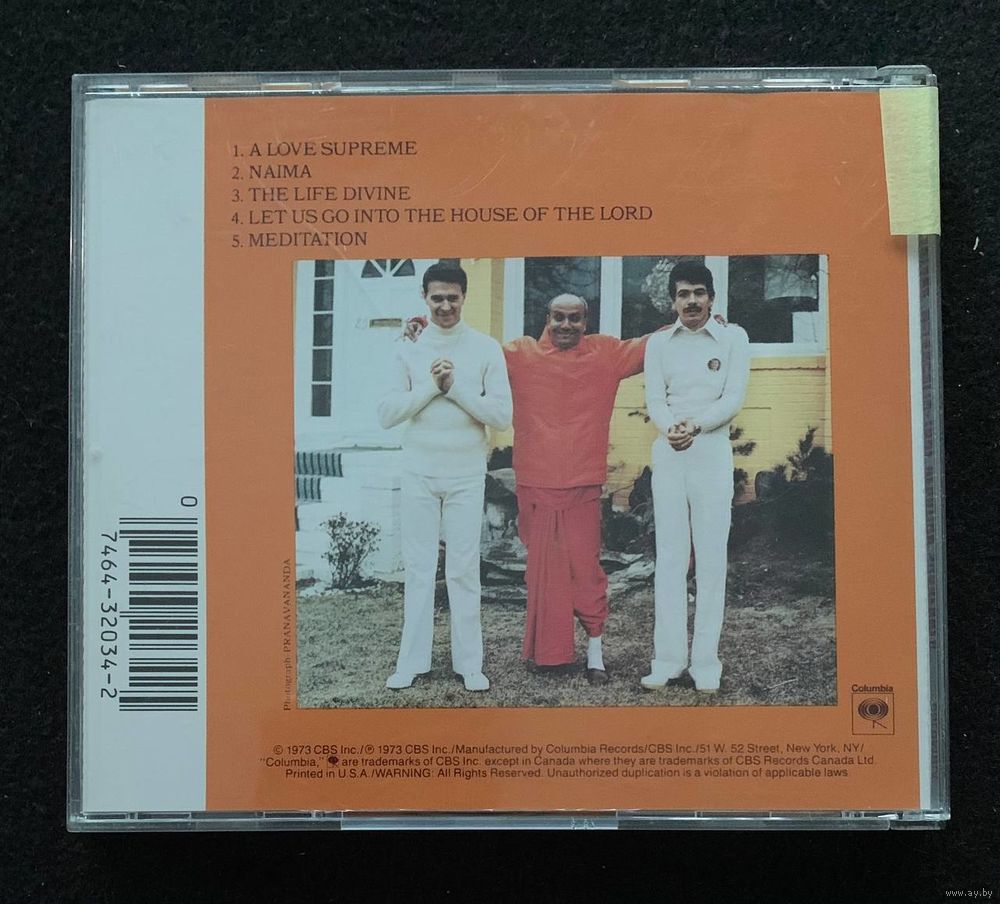 1. A LOVE SUPREME
2. NAIMA
3. THE LIFE DIVINE
4. LET US GO INTO THE HOUSE OF THE LORD
5. MEDITATION
0
7464-32034-2
Photograph: PRANAVANANDA
Columbia
© 1973 CBS Inc./℗ 1973 CBS Inc./Manufactured by Columbia Records/CBS Inc./51 W. 52 Street, New York, NY/
"Columbia," are trademarks of CBS Inc. except in Canada where they are trademarks of CBS Records Canada Ltd.
Printed in U.S.A./WARNING: All Rights Reserved. Unauthorized duplication is a violation of applicable laws.
www.ay.by